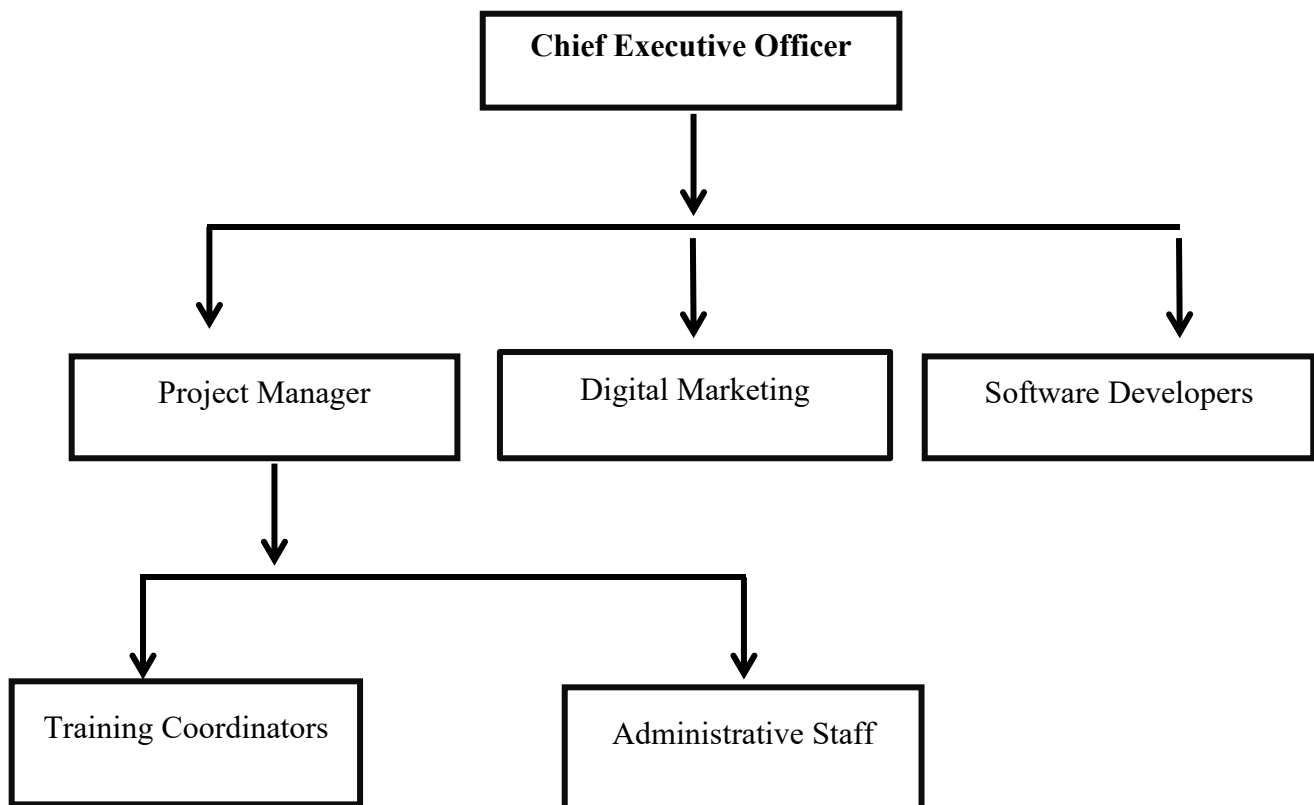 Chief Executive Officer
Project Manager
Digital Marketing
Software Developers
Training Coordinators
Administrative Staff